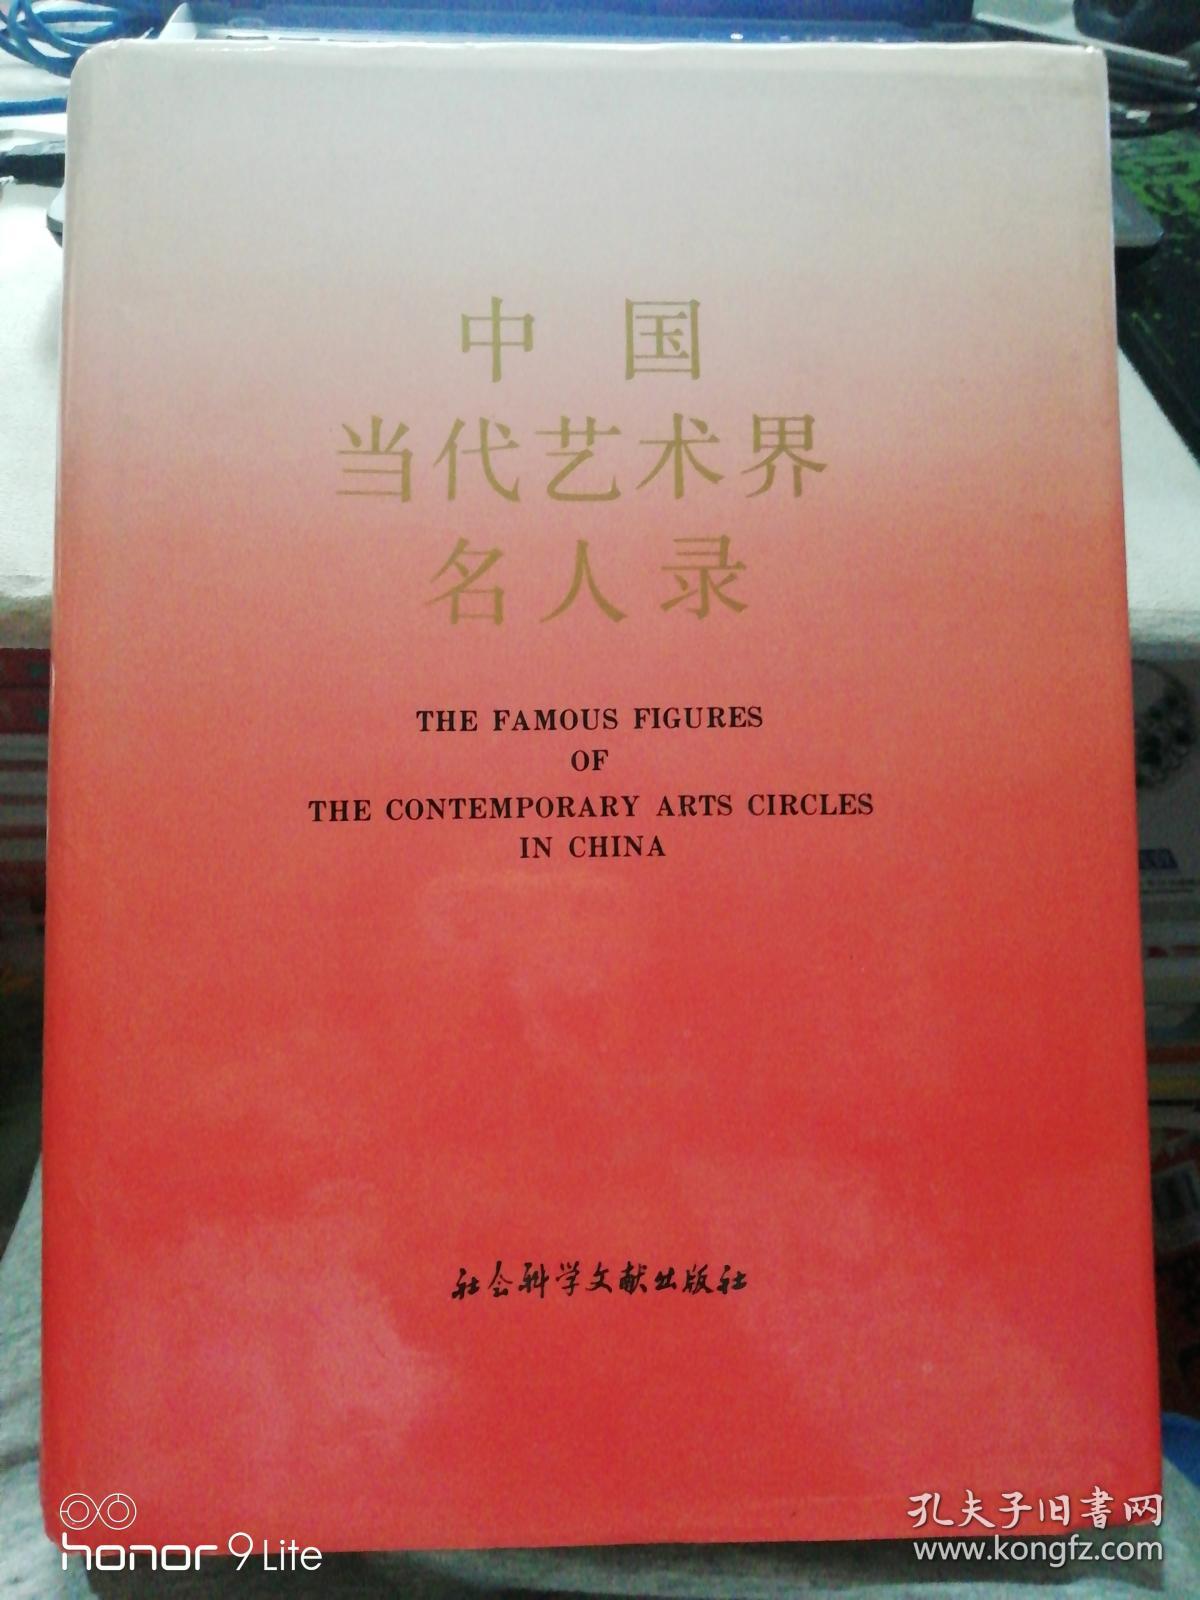 中国
当代艺术界
名人录
THE FAMOUS FIGURES
OF
THE CONTEMPORARY ARTS CIRCLES
IN CHINA
社会科学文献出版社
honor 9 Lite
孔夫子旧书网
www.kongfz.com